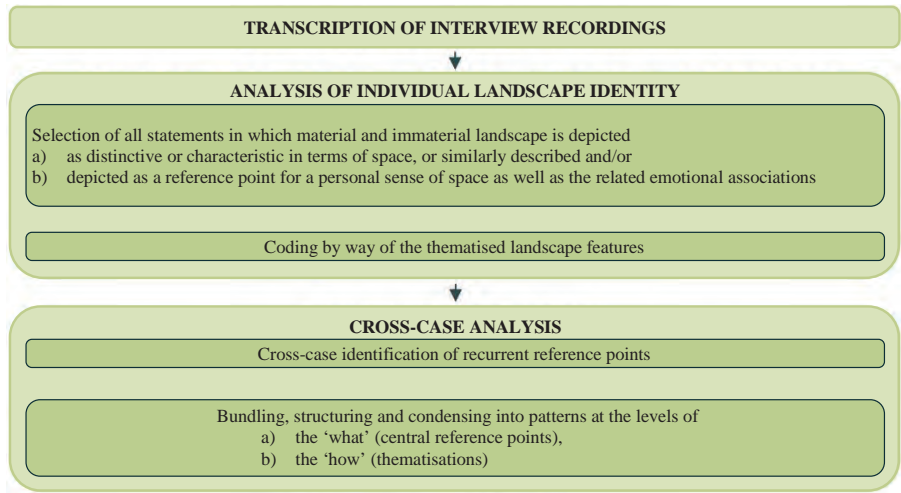 TRANSCRIPTION OF INTERVIEW RECORDINGS
ANALYSIS OF INDIVIDUAL LANDSCAPE IDENTITY
Selection of all statements in which material and immaterial landscape is depicted
a) as distinctive or characteristic in terms of space, or similarly described and/or
b) depicted as a reference point for a personal sense of space as well as the related emotional associations
Coding by way of the thematised landscape features
CROSS-CASE ANALYSIS
Cross-case identification of recurrent reference points
Bundling, structuring and condensing into patterns at the levels of
a) the ‘what’ (central reference points),
b) the ‘how’ (thematisations)